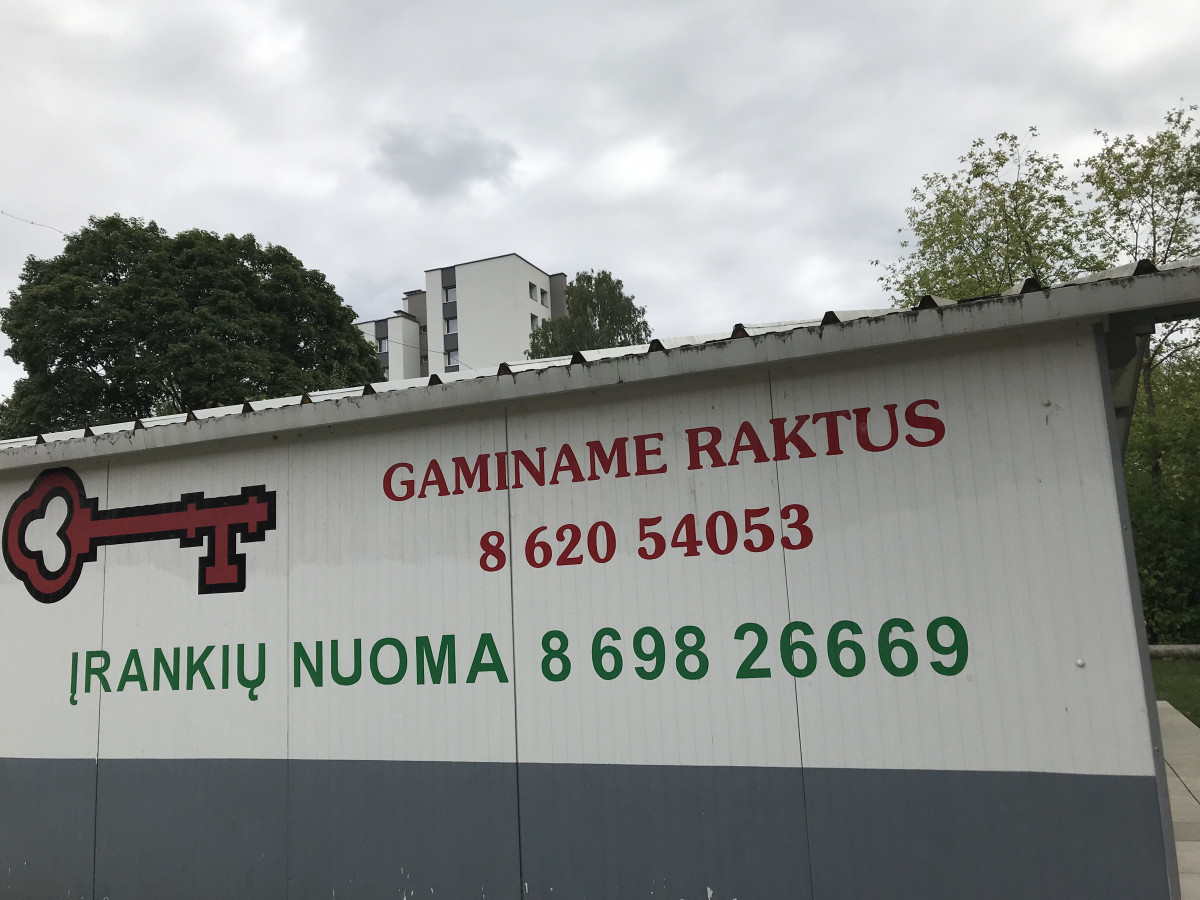 GAMINAME RAKTUS
8 620 54053
ĮRANKIŲ NUOMA 8 698 26669